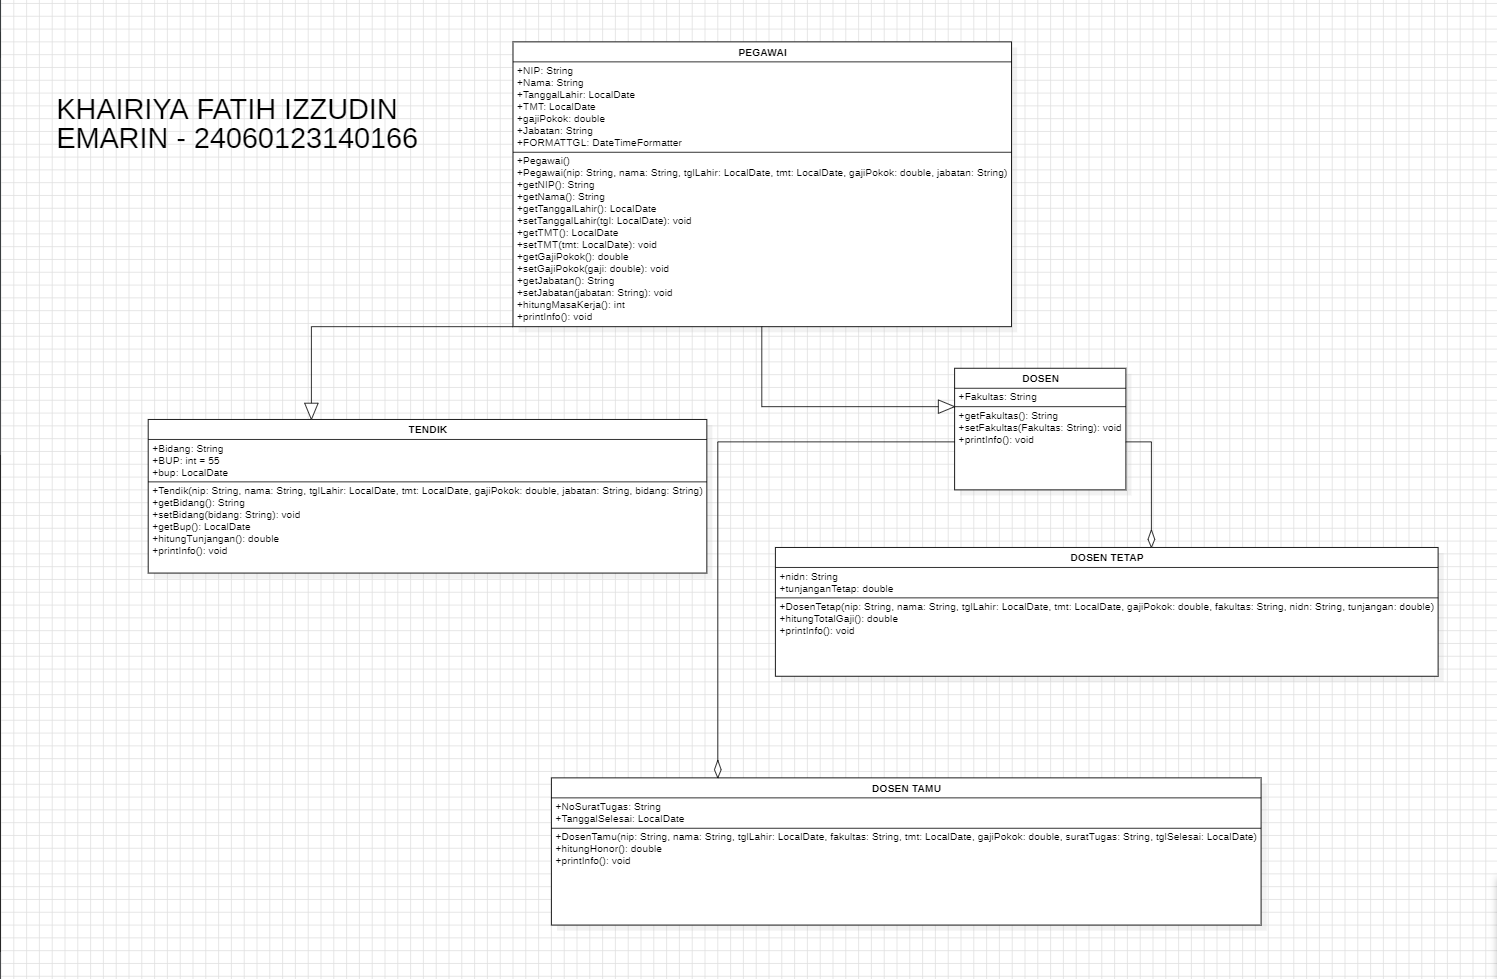 PEGAWAI
+NIP: String
+Nama: String
+TanggalLahir: LocalDate
+TMT: LocalDate
+gajiPokok: double
+Jabatan: String
+FORMATTGL: DateTimeFormatter
+Pegawai()
+Pegawai(nip: String, nama: String, tglLahir: LocalDate, tmt: LocalDate, gajiPokok: double, jabatan: String)
+getNIP(): String
+getNama(): String
+getTanggalLahir(): LocalDate
+setTanggalLahir(tgl: LocalDate): void
+getTMT(): LocalDate
+setTMT(tmt: LocalDate): void
+getGajiPokok(): double
+setGajiPokok(gaji: double): void
+getJabatan(): String
+setJabatan(jabatan: String): void
+hitungMasaKerja(): int
+printInfo(): void
KHAIRIYA FATIH IZZUDIN
EMARIN - 24060123140166
DOSEN
+Fakultas: String
+getFakultas(): String
+setFakultas(Fakultas: String): void
+printInfo(): void
TENDIK
+Bidang: String
+BUP: int = 55
+bup: LocalDate
+Tendik(nip: String, nama: String, tglLahir: LocalDate, tmt: LocalDate, gajiPokok: double, jabatan: String, bidang: String)
+getBidang(): String
+setBidang(bidang: String): void
+getBup(): LocalDate
+hitungTunjangan(): double
+printInfo(): void
DOSEN TETAP
+nidn: String
+tunjanganTetap: double
+DosenTetap(nip: String, nama: String, tglLahir: LocalDate, tmt: LocalDate, gajiPokok: double, fakultas: String, nidn: String, tunjangan: double)
+hitungTotalGaji(): double
+printInfo(): void
DOSEN TAMU
+NoSuratTugas: String
+TanggalSelesai: LocalDate
+DosenTamu(nip: String, nama: String, tglLahir: LocalDate, fakultas: String, tmt: LocalDate, gajiPokok: double, suratTugas: String, tglSelesai: LocalDate)
+hitungHonor(): double
+printInfo(): void